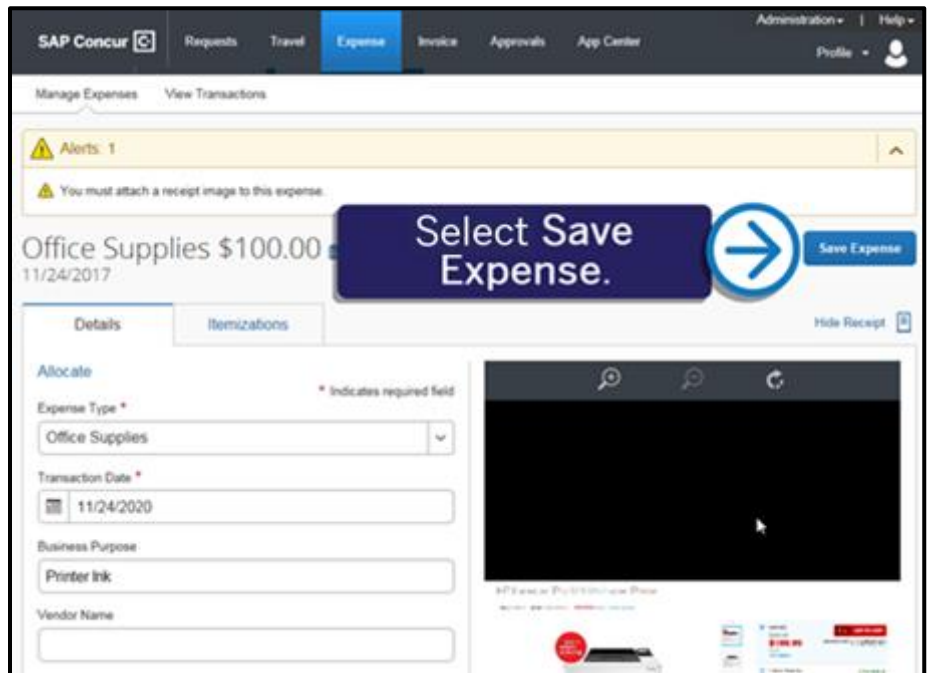 Administration | Help
SAP Concur C Requests Travel Expense Invoice Approvals App Center
Profile
Manage Expenses View Transactions
Alerts: 1
You must attach a receipt image to this expense.
Office Supplies $100.00
11/24/2017
Select Save
Expense.
Save Expense
Details Itemizations
Hide Receipt
Allocate
* Indicates required field
Expense Type *
Office Supplies
Transaction Date *
11/24/2020
Business Purpose
Printer Ink
Vendor Name